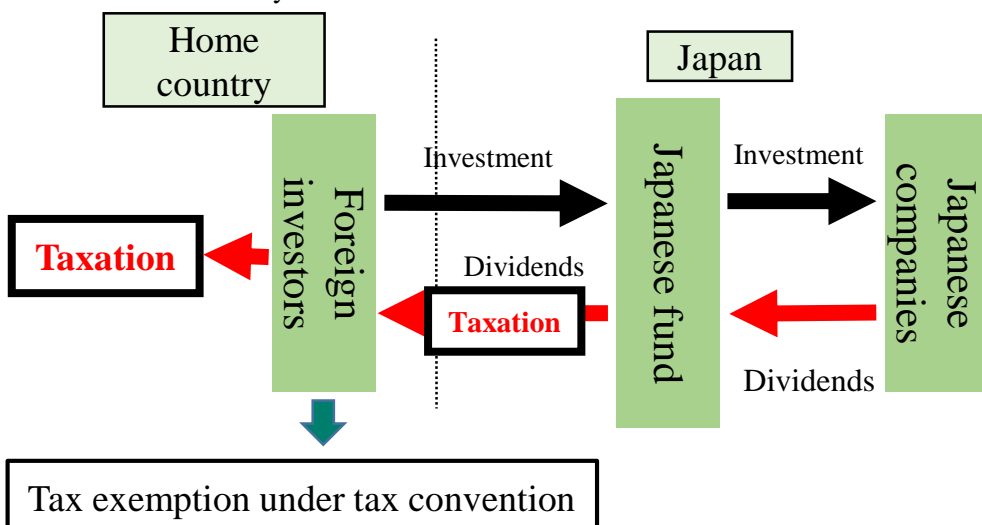 Home
country
Japan
Investment
Investment
Foreign
investors
Japanese fund
Japanese
companies
Taxation
Dividends
Taxation
Dividends
Tax exemption under tax convention